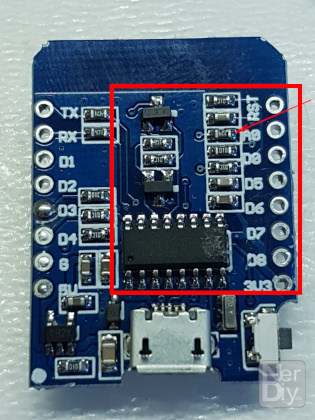 TX RST
RX A0
D1 D0
D2 D5
D3 D6
D4 D7
G D8
5V 3V3
Ner
Diy.